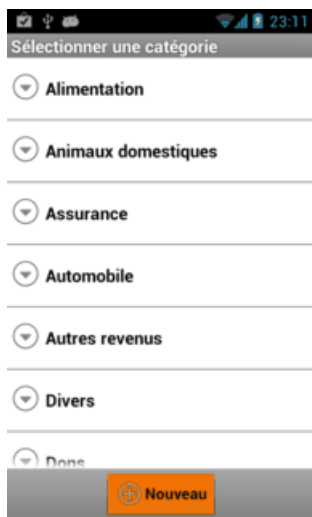 23:11
Sélectionner une catégorie
Alimentation
Animaux domestiques
Assurance
Automobile
Autres revenus
Divers
Dons
Nouveau